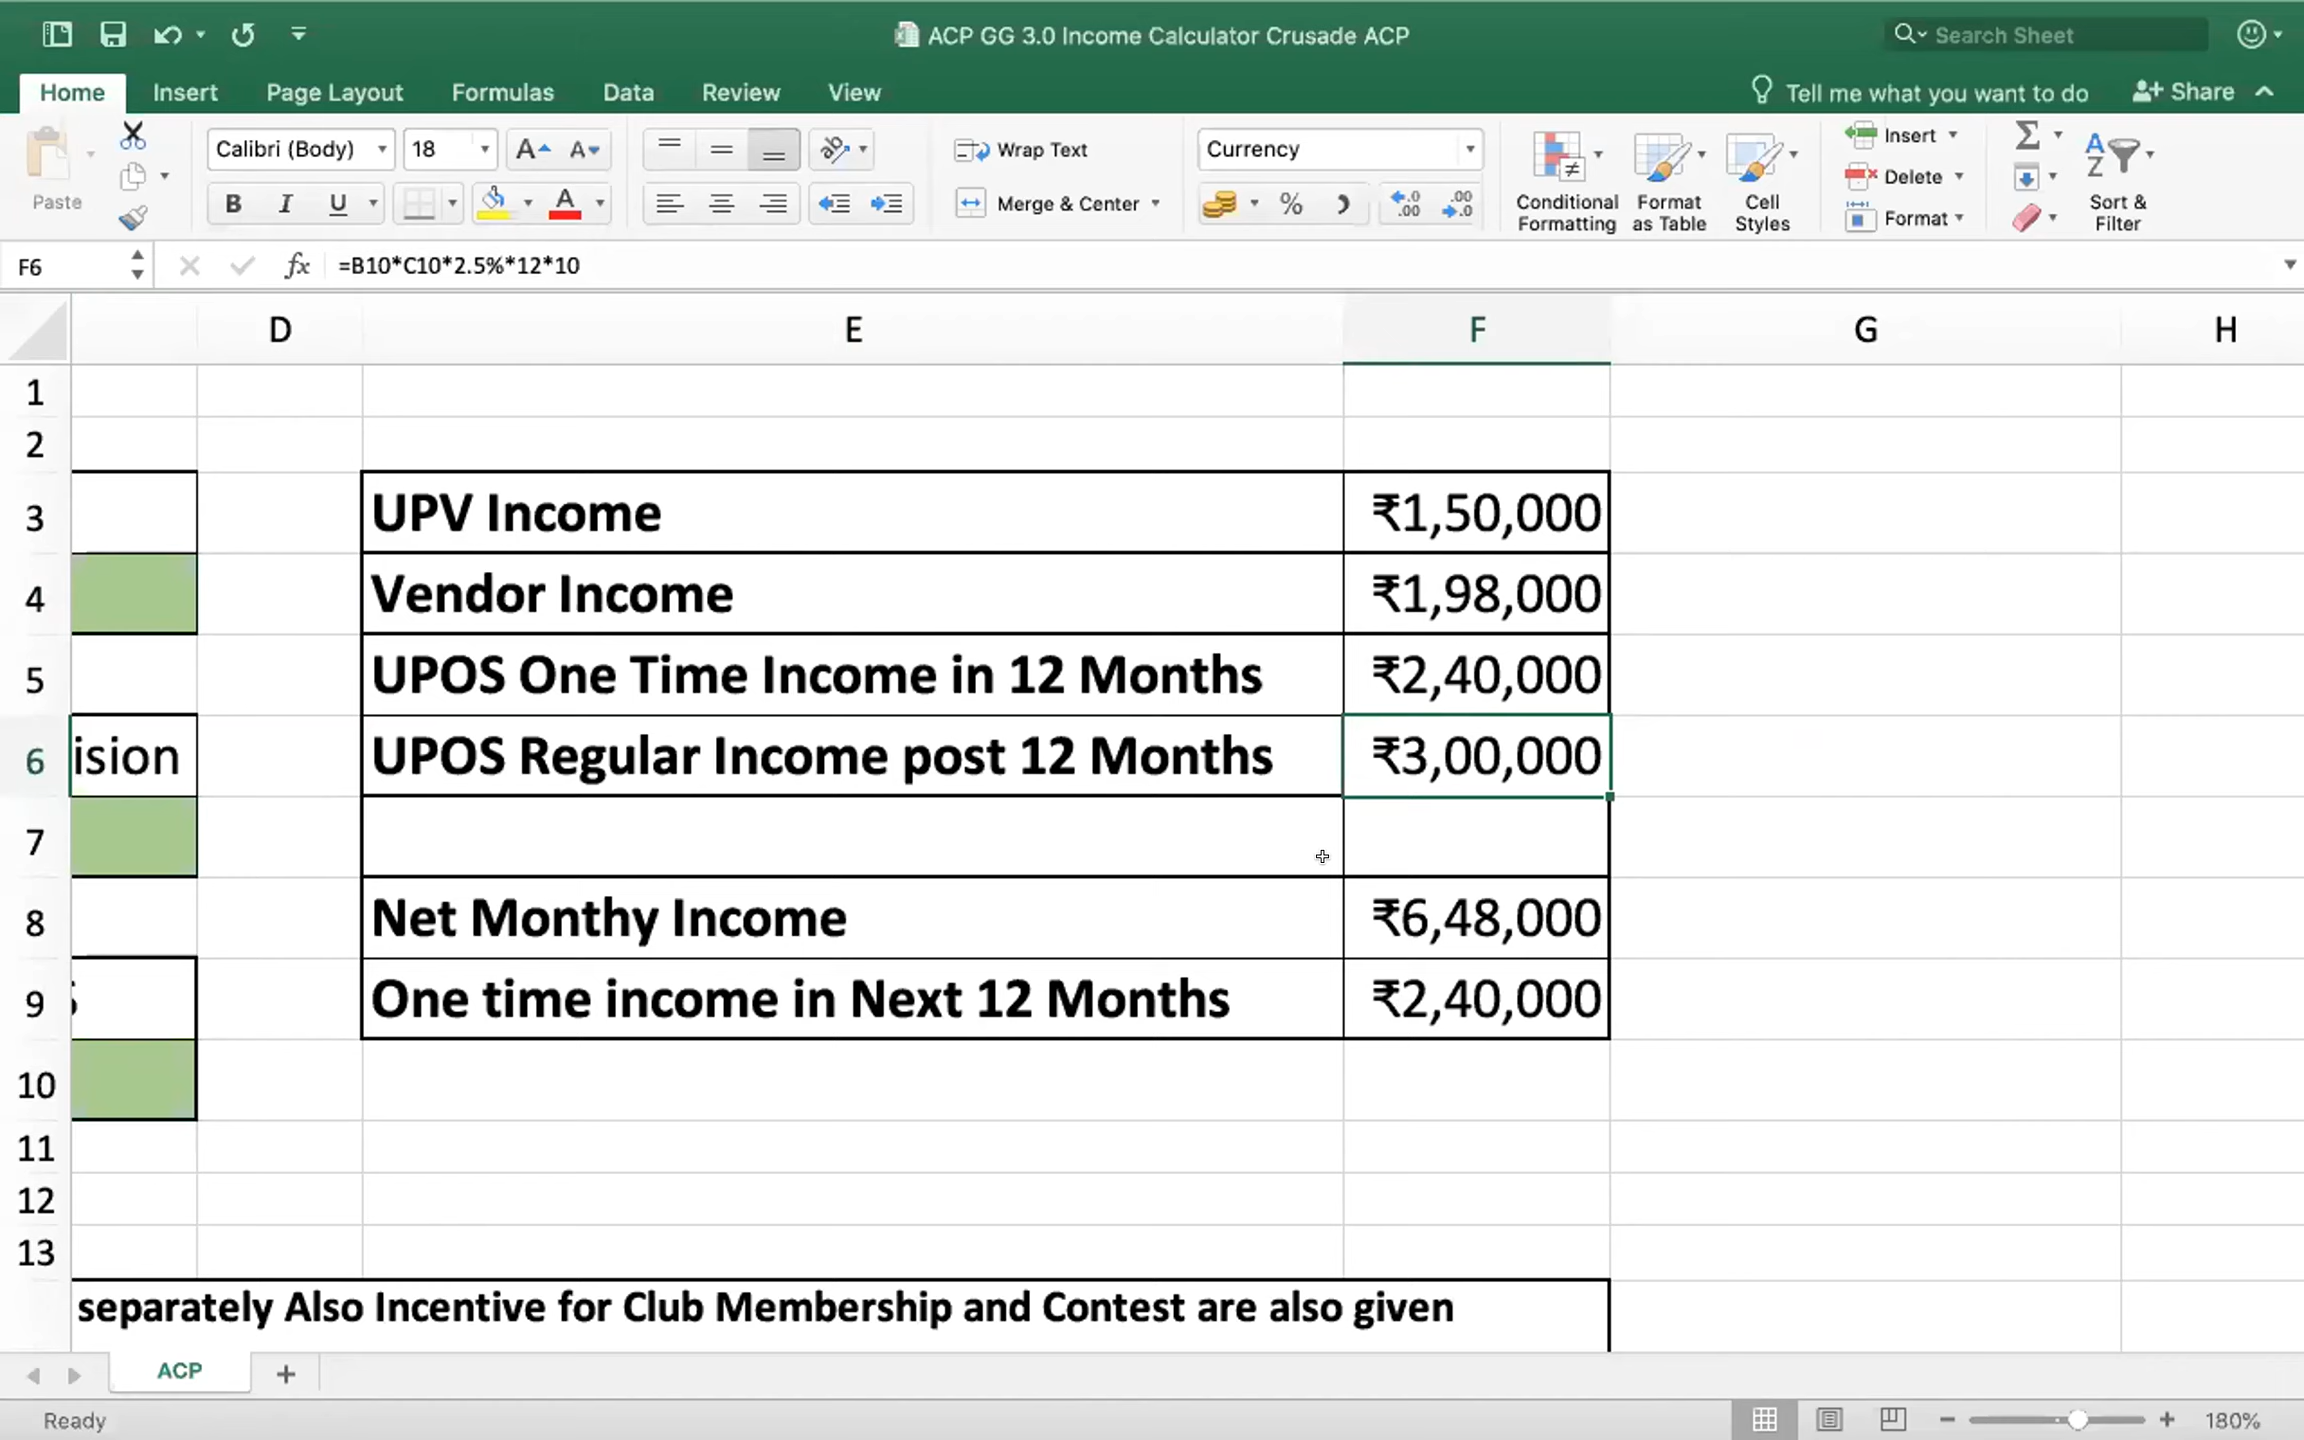 ACP GG 3.0 Income Calculator Crusade ACP
Search Sheet
Home Insert Page Layout Formulas Data Review View
Tell me what you want to do
Share
Paste
Calibri (Body) 18
Wrap Text
Currency
B I U
Merge & Center
%
Conditional Formatting
Format as Table
Cell Styles
Insert
Delete
Format
Sort & Filter
F6 fx =B10*C10*2.5%*12*10
D E F G H
1
2
3 UPV Income ₹1,50,000
4 Vendor Income ₹1,98,000
5 UPOS One Time Income in 12 Months ₹2,40,000
6 ision UPOS Regular Income post 12 Months ₹3,00,000
7
8 Net Monthy Income ₹6,48,000
9 One time income in Next 12 Months ₹2,40,000
10
11
12
13
separately Also Incentive for Club Membership and Contest are also given
ACP
Ready
180%